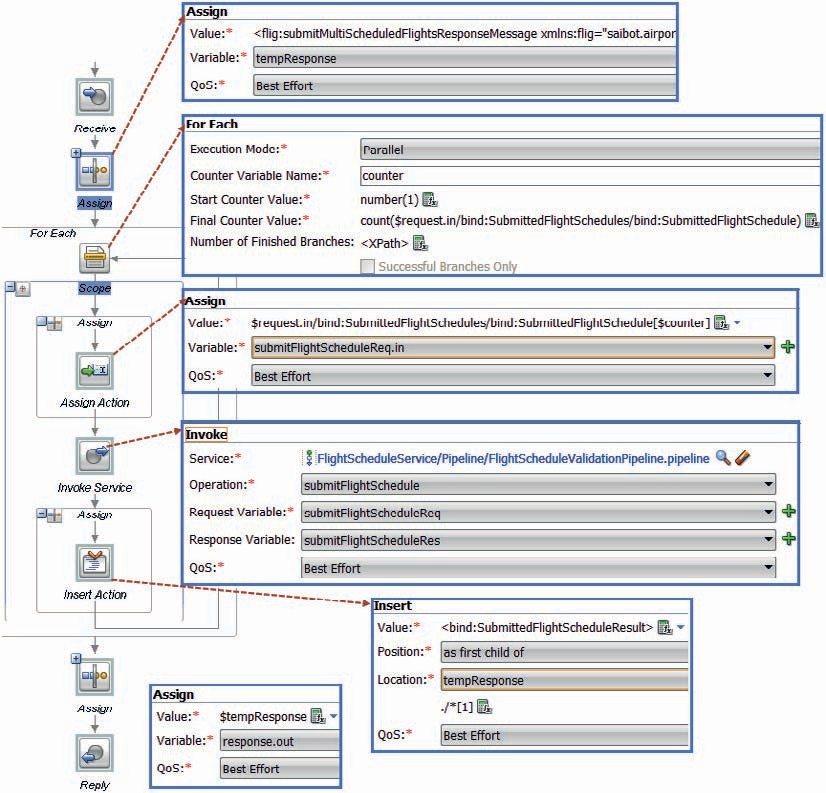 Assign
Value:* <flig:submitMultiScheduledFlightsResponseMessage xmlns:flig="saibot.airpor
Variable:* tempResponse
QoS:* Best Effort
Receive
Assign
For Each
Execution Mode:* Parallel
Counter Variable Name:* counter
Start Counter Value:* number(1)
Final Counter Value:* count($request.in/bind:SubmittedFlightSchedules/bind:SubmittedFlightSchedule)
Number of Finished Branches: <XPath>
Successful Branches Only
For Each
Scope
Assign
Value:* $request.in/bind:SubmittedFlightSchedules/bind:SubmittedFlightSchedule[$counter]
Variable:* submitFlightScheduleReq.in
QoS:* Best Effort
Assign
Assign Action
Invoke
Service:* FlightScheduleService/Pipeline/FlightScheduleValidationPipeline.pipeline
Operation:* submitFlightSchedule
Request Variable:* submitFlightScheduleReq
Response Variable: submitFlightScheduleRes
QoS:* Best Effort
Invoke Service
Assign
Insert Action
Insert
Value:* <bind:SubmittedFlightScheduleResult>
Position:* as first child of
Location:* tempResponse
./*[1]
QoS:* Best Effort
Assign
Reply
Assign
Value:* $tempResponse
Variable:* response.out
QoS:* Best Effort